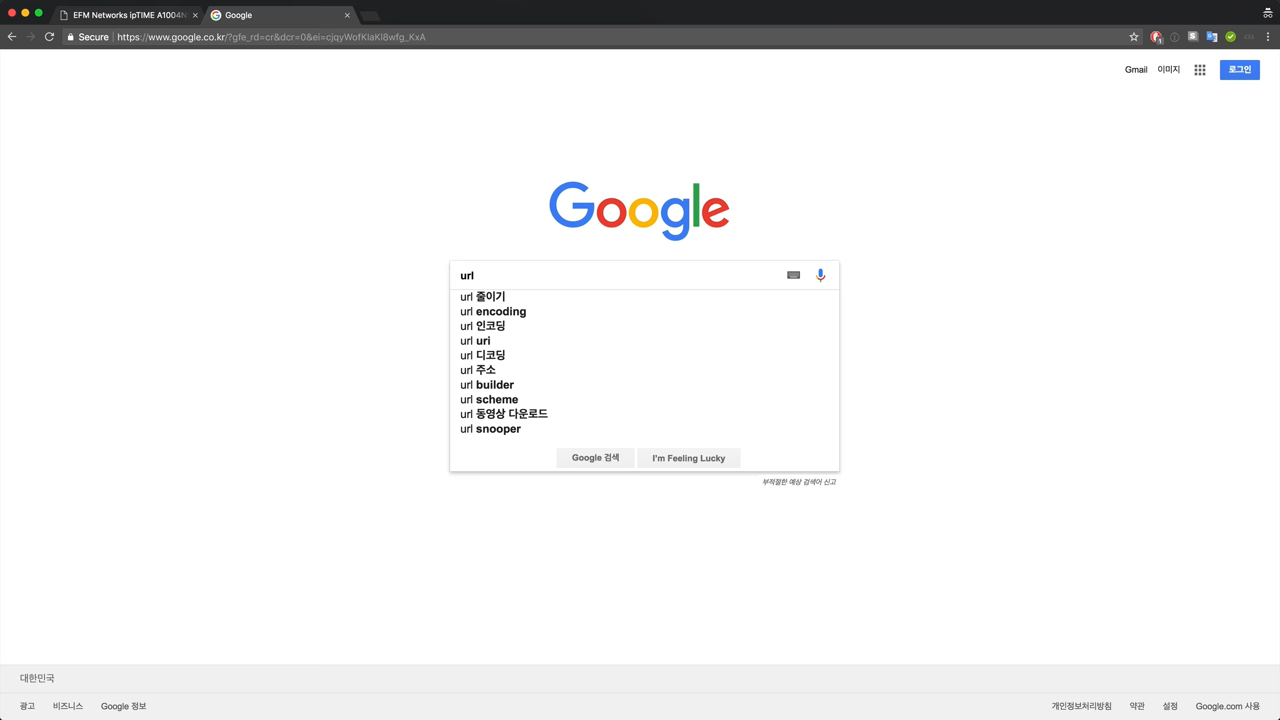 EFM Networks ipTIME A1004N
Google
Secure https://www.google.co.kr/?gfe_rd=cr&dcr=0&ei=cjqyWofKlaKl8wfg_KxA
Gmail 이미지 로그인
Google
url
url 줄이기
url encoding
url 인코딩
url uri
url 디코딩
url 주소
url builder
url scheme
url 동영상 다운로드
url snooper
Google 검색 I'm Feeling Lucky
부적절한 예상 검색어 신고
대한민국
광고 비즈니스 Google 정보 개인정보처리방침 약관 설정 Google.com 사용